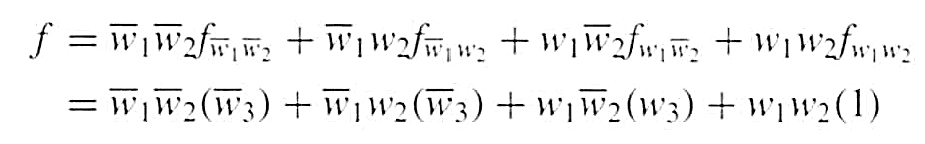 f = w̅₁w̅₂f_{w̅₁w̅₂} + w̅₁w₂f_{w̅₁w₂} + w₁w̅₂f_{w₁w̅₂} + w₁w₂f_{w₁w₂}
= w̅₁w̅₂(w̅₃) + w̅₁w₂(w̅₃) + w₁w̅₂(w₃) + w₁w₂(1)